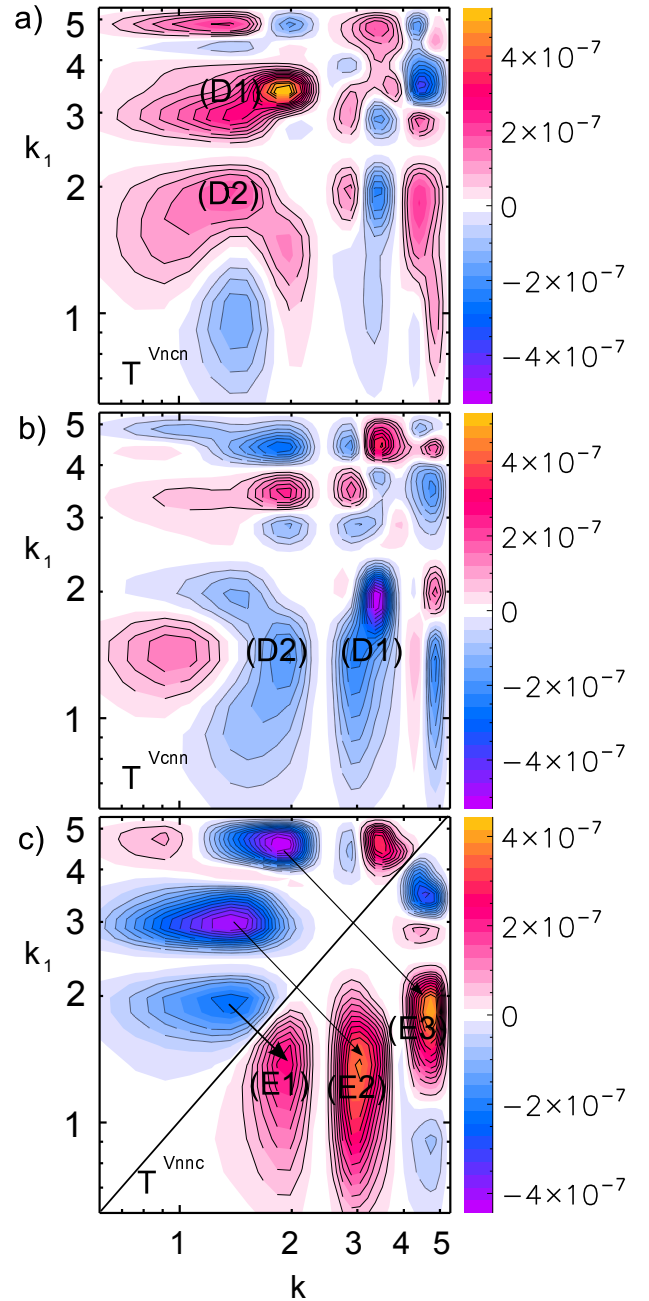 a)
5
4
3
2
1
k₁
(D1)
(D2)
T Vncn
4×10⁻⁷
2×10⁻⁷
0
−2×10⁻⁷
−4×10⁻⁷
b)
5
4
3
2
1
k₁
(D2) (D1)
T Vcnn
4×10⁻⁷
2×10⁻⁷
0
−2×10⁻⁷
−4×10⁻⁷
c)
5
4
3
2
1
k₁
(E3
(E1) (E2)
T Vnnc
4×10⁻⁷
2×10⁻⁷
0
−2×10⁻⁷
−4×10⁻⁷
1 2 3 4 5
k